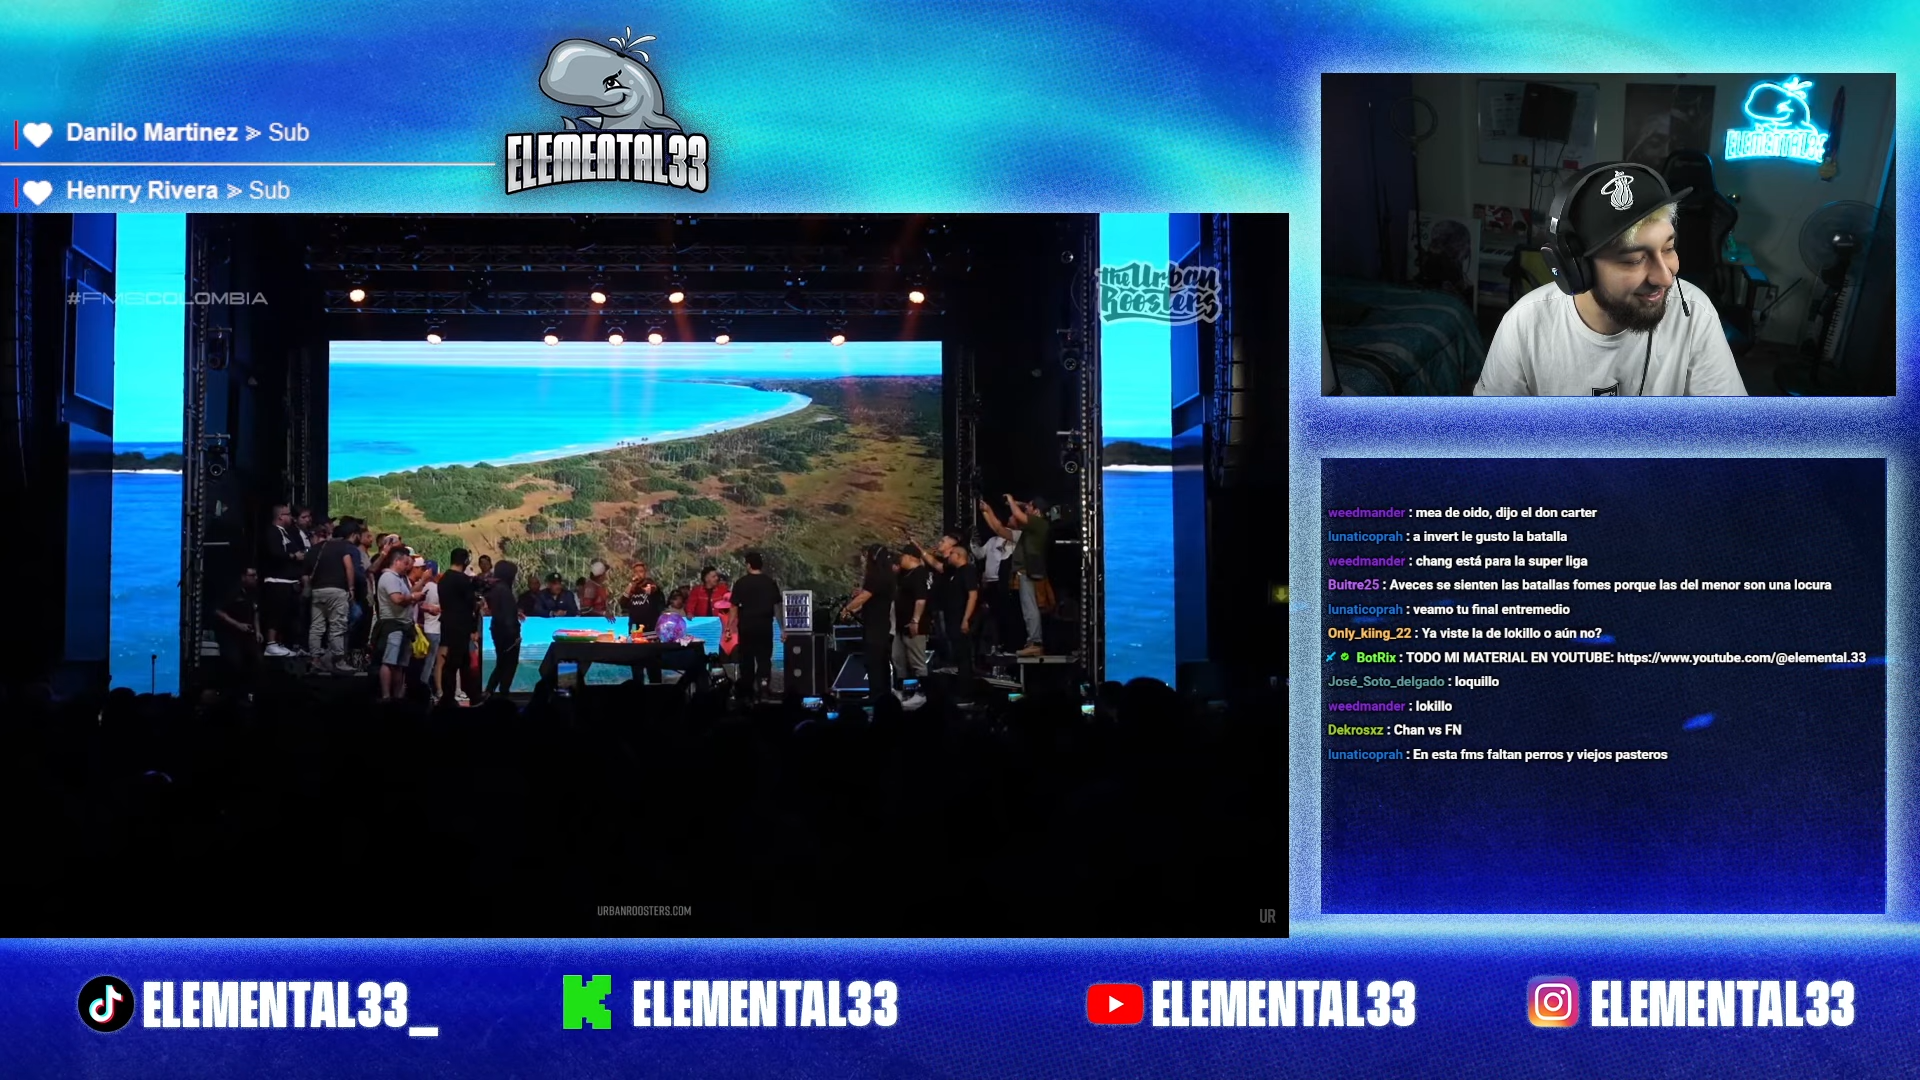 Danilo Martinez > Sub
Henrry Rivera > Sub
ELEMENTAL33
#FMSCOLOMBIA
the Urban
Roosters
URBANROOSTERS.COM
UR
ELEMENTAL33
weedmander : mea de oido, dijo el don carter
lunaticoprah : a invert le gusto la batalla
weedmander : chang está para la super liga
Buitre25 : Aveces se sienten las batallas fomes porque las del menor son una locura
lunaticoprah : veamo tu final entremedio
Only_kiing_22 : Ya viste la de lokillo o aún no?
BotRix : TODO MI MATERIAL EN YOUTUBE: https://www.youtube.com/@elemental.33
José_Soto_delgado : loquillo
weedmander : lokillo
Dekrosxz : Chan vs FN
lunaticoprah : En esta fms faltan perros y viejos pasteros
ELEMENTAL33_
ELEMENTAL33
ELEMENTAL33
ELEMENTAL33